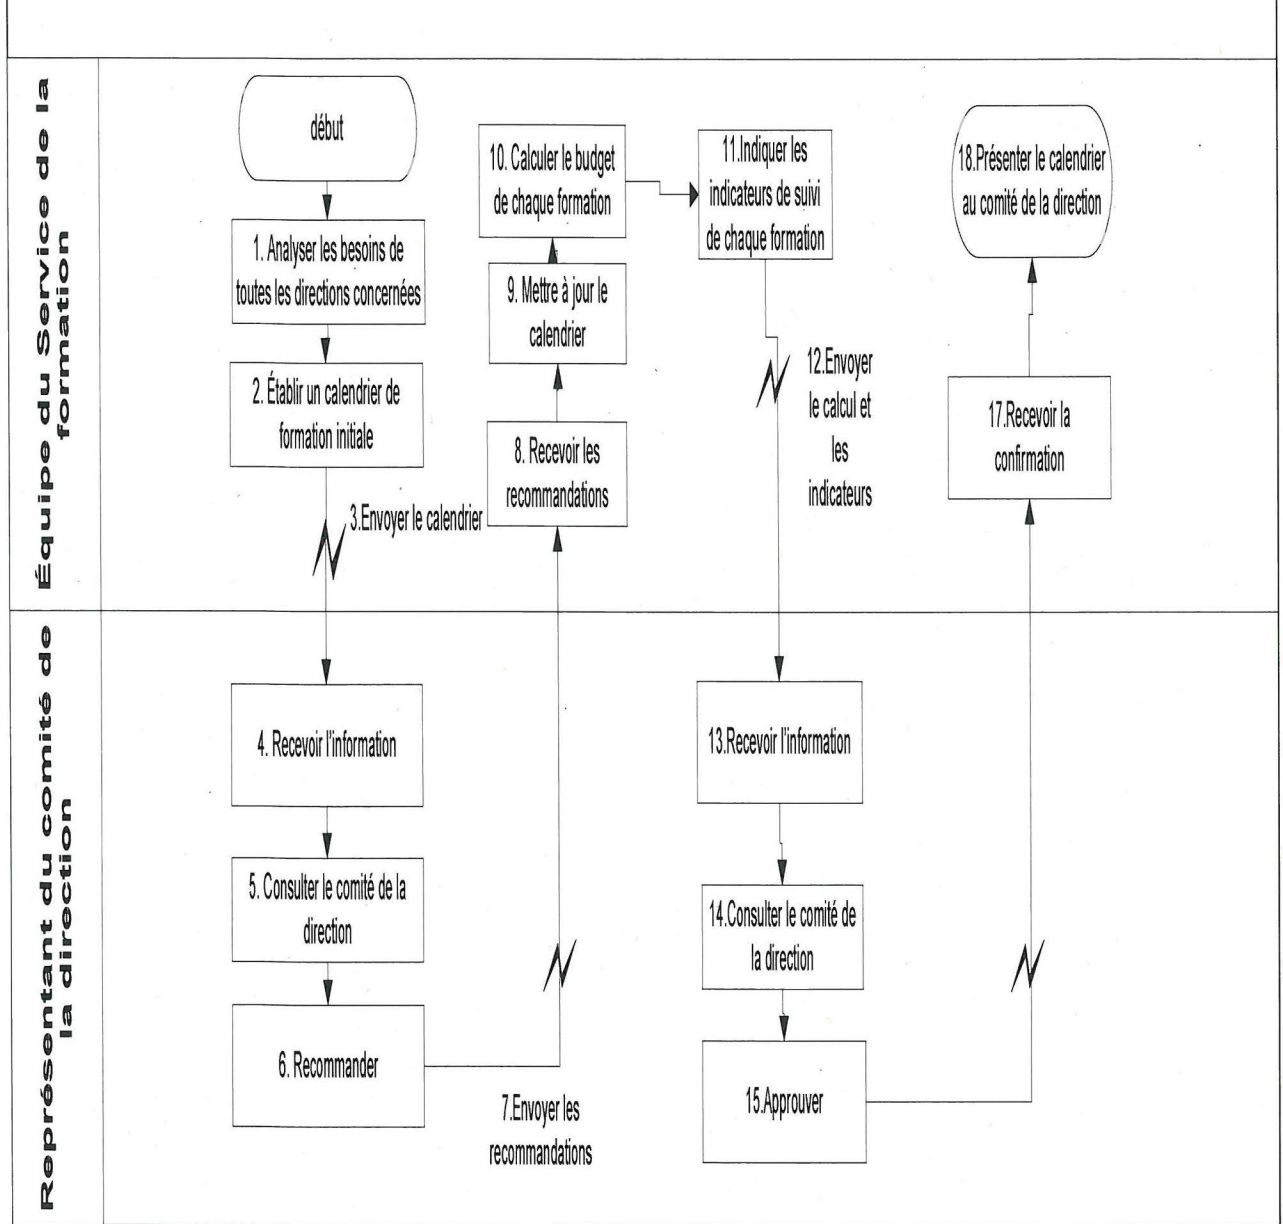 Équipe du Service de la
formation
début
1. Analyser les besoins de
toutes les directions concernées
2. Établir un calendrier de
formation initiale
3.Envoyer le calendrier
8. Recevoir les
recommandations
9. Mettre à jour le
calendrier
10. Calculer le budget
de chaque formation
11.Indiquer les
indicateurs de suivi
de chaque formation
12.Envoyer
le calcul et
les
indicateurs
17.Recevoir la
confirmation
18.Présenter le calendrier
au comité de la direction
Représentant du comité de
la direction
4. Recevoir l'information
5. Consulter le comité de la
direction
6. Recommander
7.Envoyer les
recommandations
13.Recevoir l'information
14.Consulter le comité de
la direction
15.Approuver